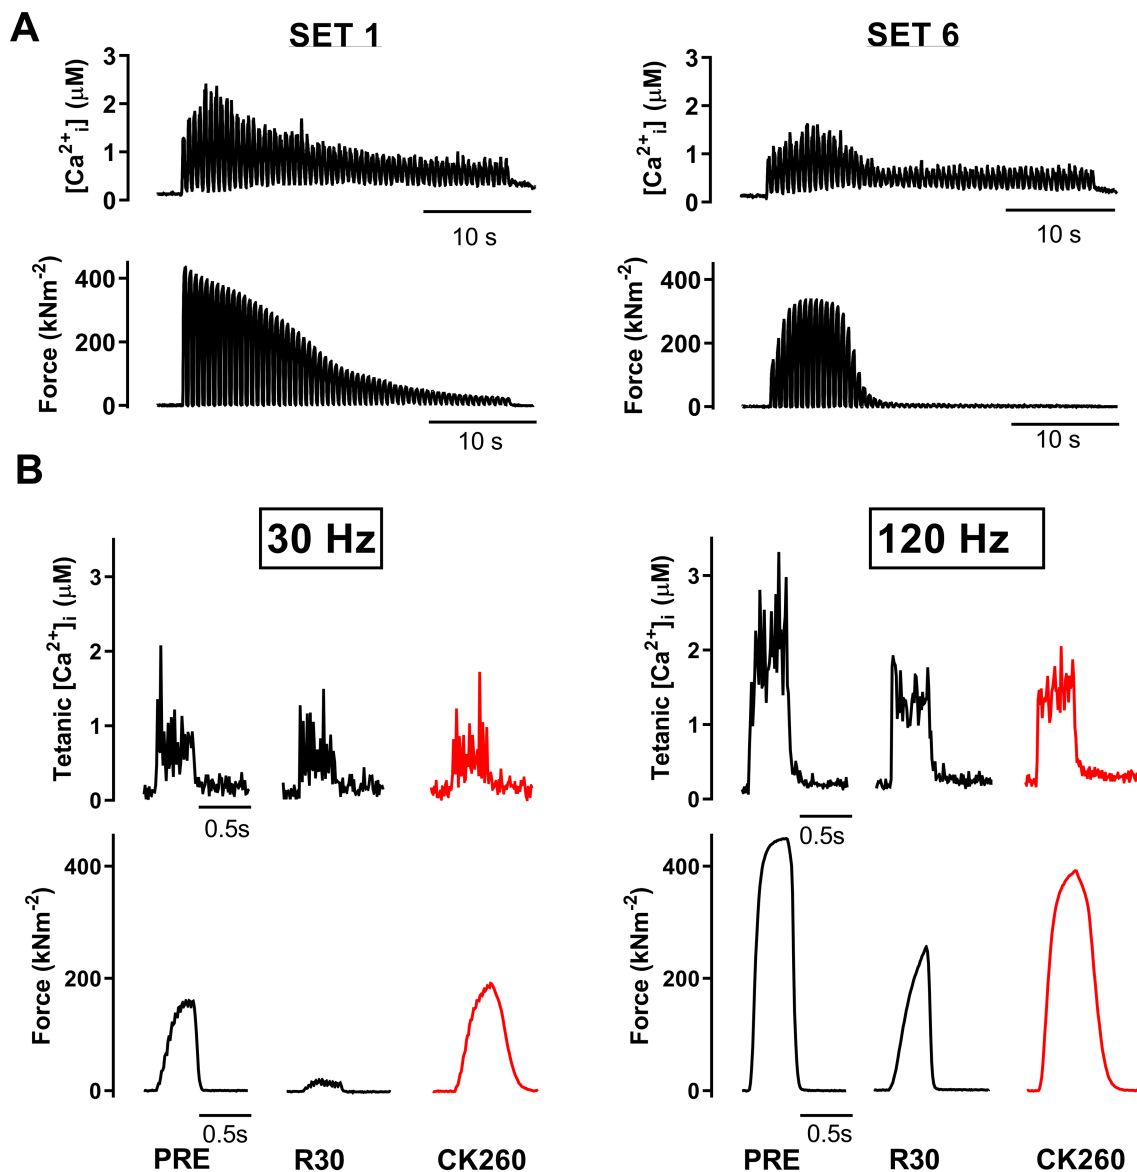 A
SET 1
SET 6
[Ca²⁺ᵢ] (μM)
3
2
1
0
10 s
[Ca²⁺ᵢ] (μM)
3
2
1
0
10 s
Force (kNm⁻²)
400
200
0
10 s
Force (kNm⁻²)
400
200
0
10 s
B
30 Hz
120 Hz
Tetanic [Ca²⁺]ᵢ (μM)
3
2
1
0
0.5s
Tetanic [Ca²⁺]ᵢ (μM)
3
2
1
0
0.5s
Force (kNm⁻²)
400
200
0
0.5s
Force (kNm⁻²)
400
200
0
0.5s
PRE R30 CK260
PRE R30 CK260